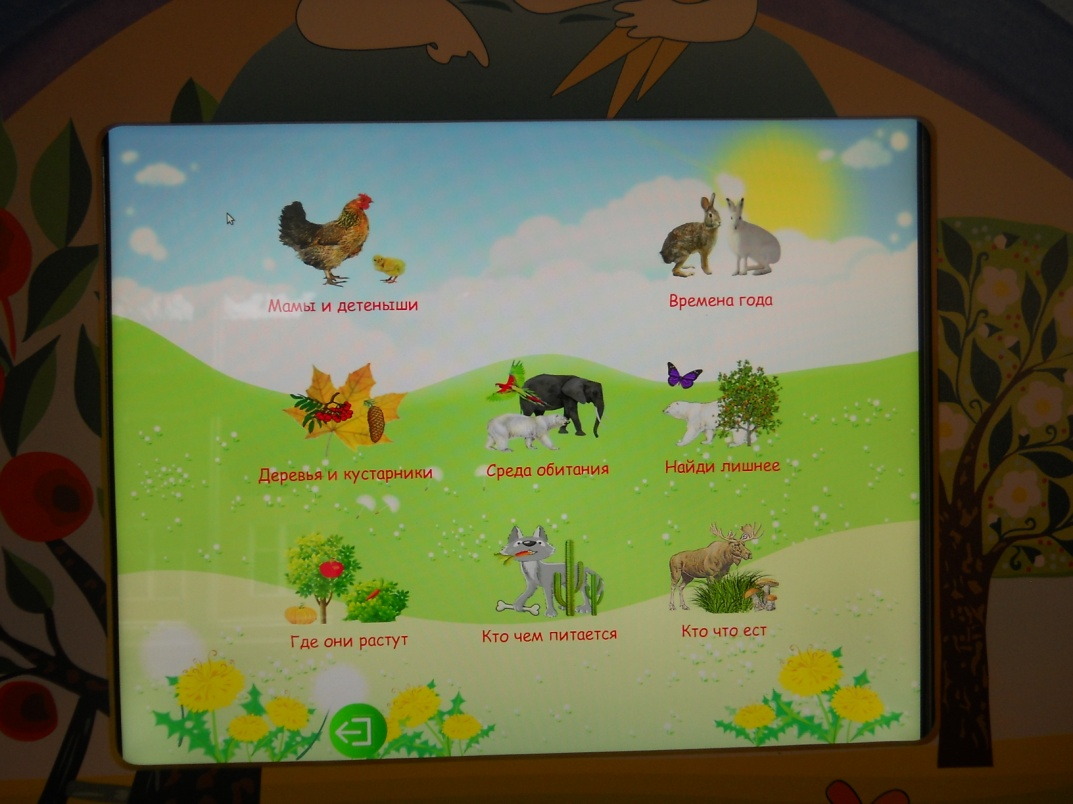 Мамы и детеныши
Времена года
Деревья и кустарники
Среда обитания
Найди лишнее
Где они растут
Кто чем питается
Кто что ест